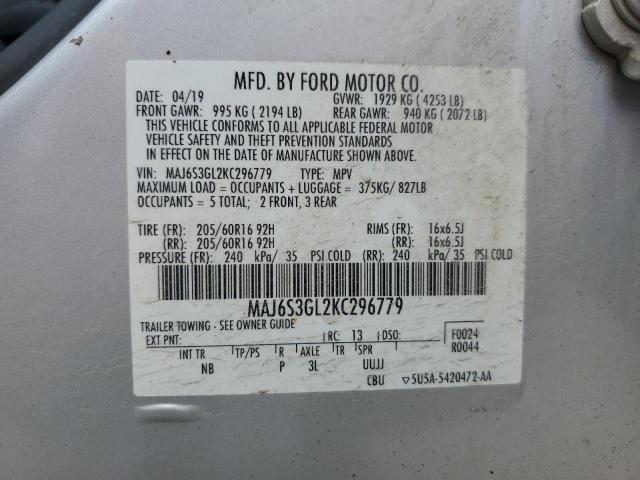 MFD. BY FORD MOTOR CO.
DATE: 04/19 GVWR: 1929 KG ( 4253 LB)
FRONT GAWR: 995 KG ( 2194 LB) REAR GAWR: 940 KG ( 2072 LB)
THIS VEHICLE CONFORMS TO ALL APPLICABLE FEDERAL MOTOR
VEHICLE SAFETY AND THEFT PREVENTION STANDARDS
IN EFFECT ON THE DATE OF MANUFACTURE SHOWN ABOVE.
VIN: MAJ6S3GL2KC296779 TYPE: MPV
MAXIMUM LOAD = OCCUPANTS + LUGGAGE = 375KG/ 827LB
OCCUPANTS = 5 TOTAL; 2 FRONT, 3 REAR
TIRE (FR): 205/60R16 92H RIMS (FR): 16x6.5J
(RR): 205/60R16 92H (RR): 16x6.5J
PRESSURE (FR): 240 kPa/ 35 PSI COLD (RR): 240 kPa/ 35 PSI COLD
MAJ6S3GL2KC296779
TRAILER TOWING - SEE OWNER GUIDE
EXT PNT: RC: 13 DSO: F0024
R0044
INT TR TP/PS R AXLE TR SPR
NB P 3L UUJJ
CBU ▽5U5A-5420472-AA